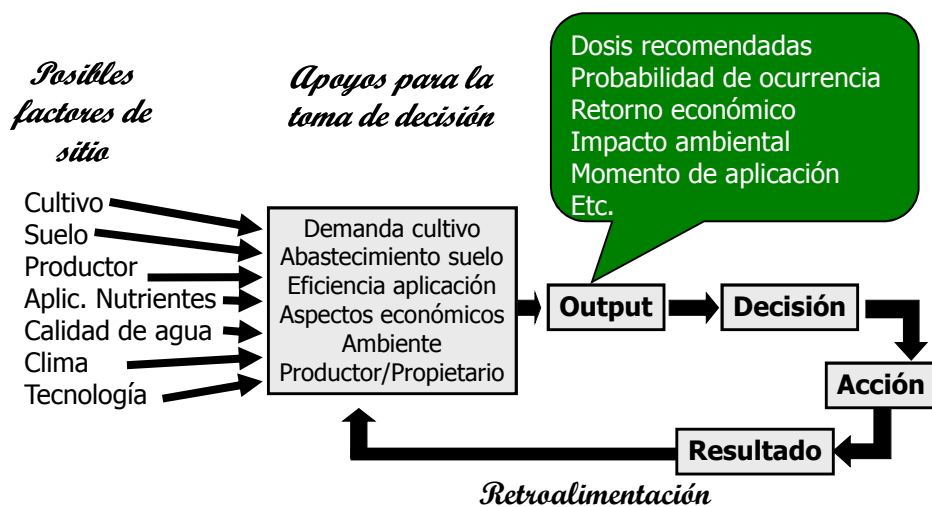 Posibles
factores de
sitio
Cultivo
Suelo
Productor
Aplic. Nutrientes
Calidad de agua
Clima
Tecnología
Apoyos para la
toma de decisión
Demanda cultivo
Abastecimiento suelo
Eficiencia aplicación
Aspectos económicos
Ambiente
Productor/Propietario
Dosis recomendadas
Probabilidad de ocurrencia
Retorno económico
Impacto ambiental
Momento de aplicación
Etc.
Output
Decisión
Acción
Resultado
Retroalimentación